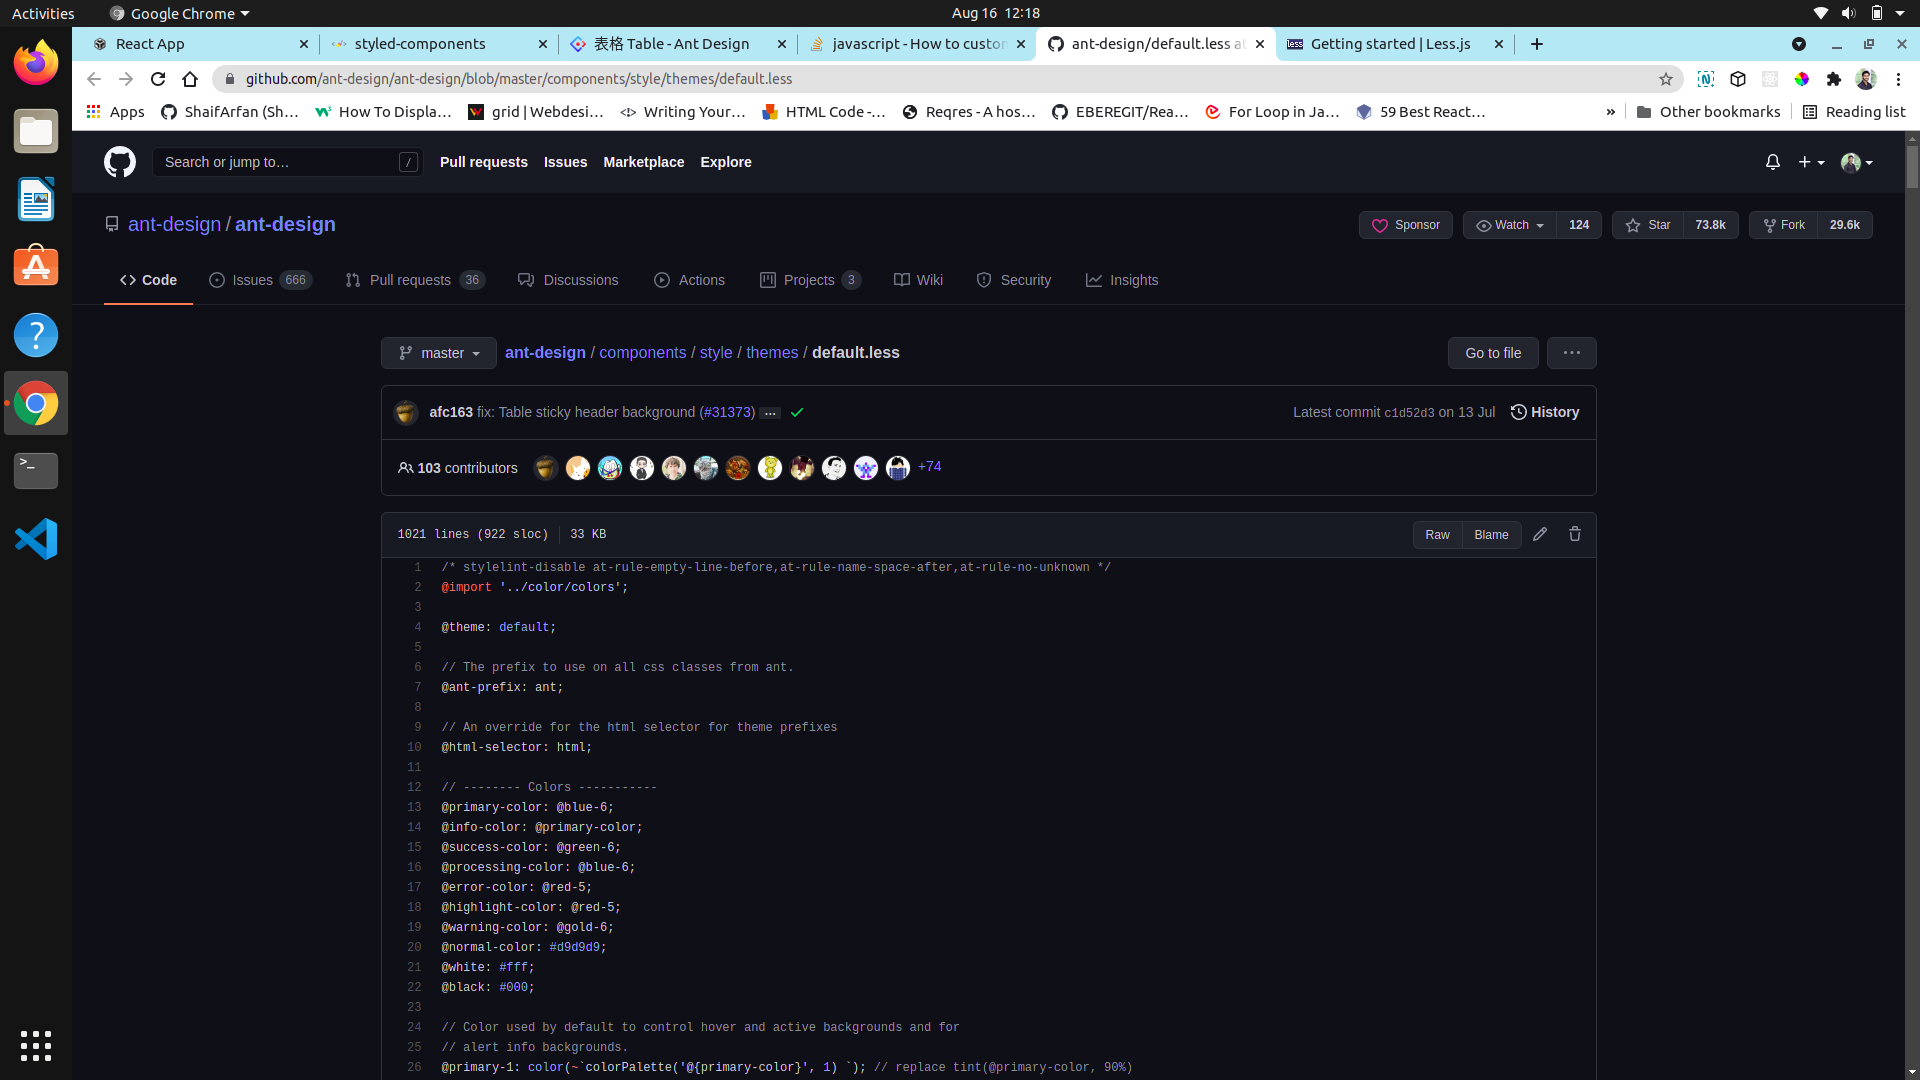 Activities Google Chrome Aug 16 12:18
React App styled-components 表格 Table - Ant Design javascript - How to custom ant-design/default.less at Getting started | Less.js
github.com/ant-design/ant-design/blob/master/components/style/themes/default.less
Apps ShaifArfan (Sh... How To Displa... grid | Webdesi... Writing Your... HTML Code -... Reqres - A hos... EBEREGIT/Rea... For Loop in Ja... 59 Best React... » Other bookmarks Reading list
Search or jump to… / Pull requests Issues Marketplace Explore
ant-design / ant-design Sponsor Watch 124 Star 73.8k Fork 29.6k
Code Issues 666 Pull requests 36 Discussions Actions Projects 3 Wiki Security Insights
master ant-design / components / style / themes / default.less Go to file ...
afc163 fix: Table sticky header background (#31373) ... Latest commit c1d52d3 on 13 Jul History
103 contributors +74
1021 lines (922 sloc) 33 KB Raw Blame
1 /* stylelint-disable at-rule-empty-line-before,at-rule-name-space-after,at-rule-no-unknown */
2 @import '../color/colors';
3
4 @theme: default;
5
6 // The prefix to use on all css classes from ant.
7 @ant-prefix: ant;
8
9 // An override for the html selector for theme prefixes
10 @html-selector: html;
11
12 // -------- Colors -----------
13 @primary-color: @blue-6;
14 @info-color: @primary-color;
15 @success-color: @green-6;
16 @processing-color: @blue-6;
17 @error-color: @red-5;
18 @highlight-color: @red-5;
19 @warning-color: @gold-6;
20 @normal-color: #d9d9d9;
21 @white: #fff;
22 @black: #000;
23
24 // Color used by default to control hover and active backgrounds and for
25 // alert info backgrounds.
26 @primary-1: color(~`colorPalette('@{primary-color}', 1) `); // replace tint(@primary-color, 90%)